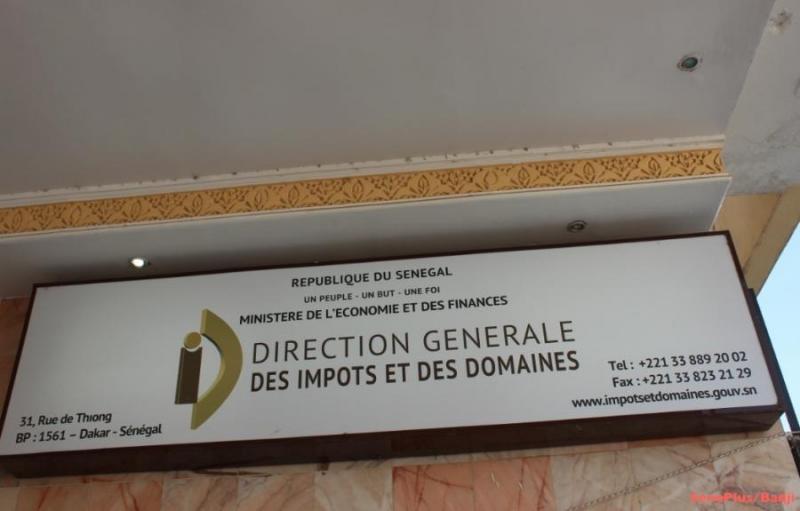 REPUBLIQUE DU SENEGAL
UN PEUPLE - UN BUT - UNE FOI
MINISTERE DE L'ECONOMIE ET DES FINANCES
DIRECTION GENERALE
DES IMPOTS ET DES DOMAINES
31, Rue de Thiong
BP : 1561 – Dakar - Sénégal
Tel : +221 33 889 20 02
Fax : +221 33 823 21 29
www.impotsetdomaines.gouv.sn